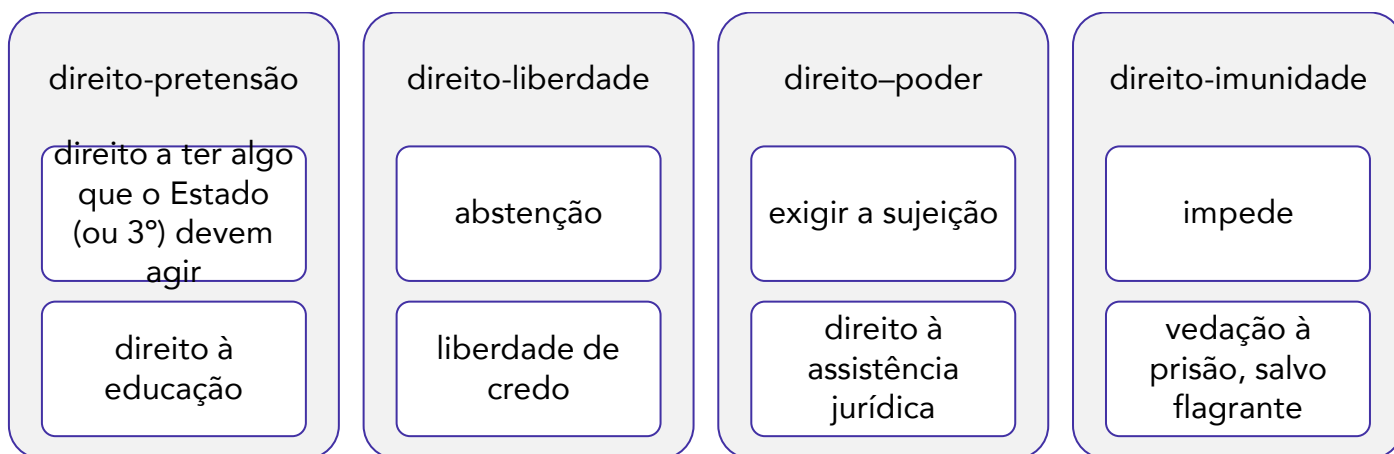 direito-pretensão
direito a ter algo
que o Estado
(ou 3º) devem
agir
direito à
educação
direito-liberdade
abstenção
liberdade de
credo
direito–poder
exigir a sujeição
direito à
assistência
jurídica
direito-imunidade
impede
vedação à
prisão, salvo
flagrante